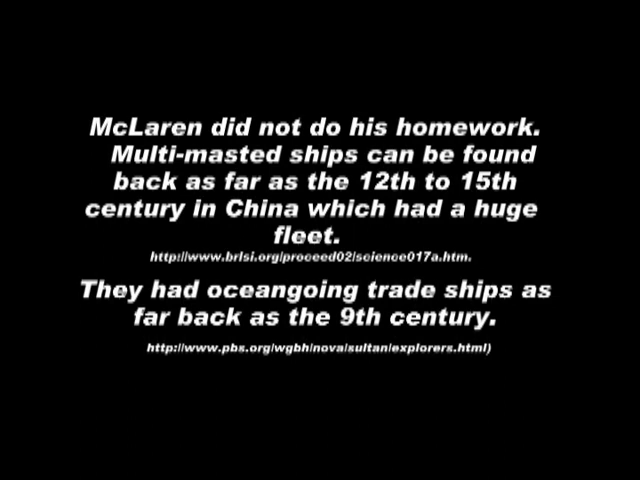 McLaren did not do his homework.
Multi-masted ships can be found
back as far as the 12th to 15th
century in China which had a huge
fleet.
http://www.brlsi.org/proceed02/science017a.htm.
They had oceangoing trade ships as
far back as the 9th century.
http://www.pbs.org/wgbh/nova/sultan/explorers.html)